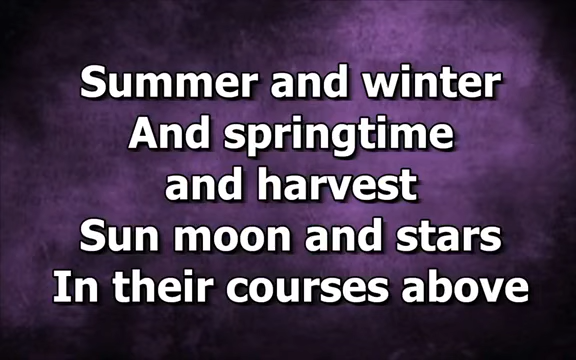 Summer and winter
And springtime
and harvest
Sun moon and stars
In their courses above